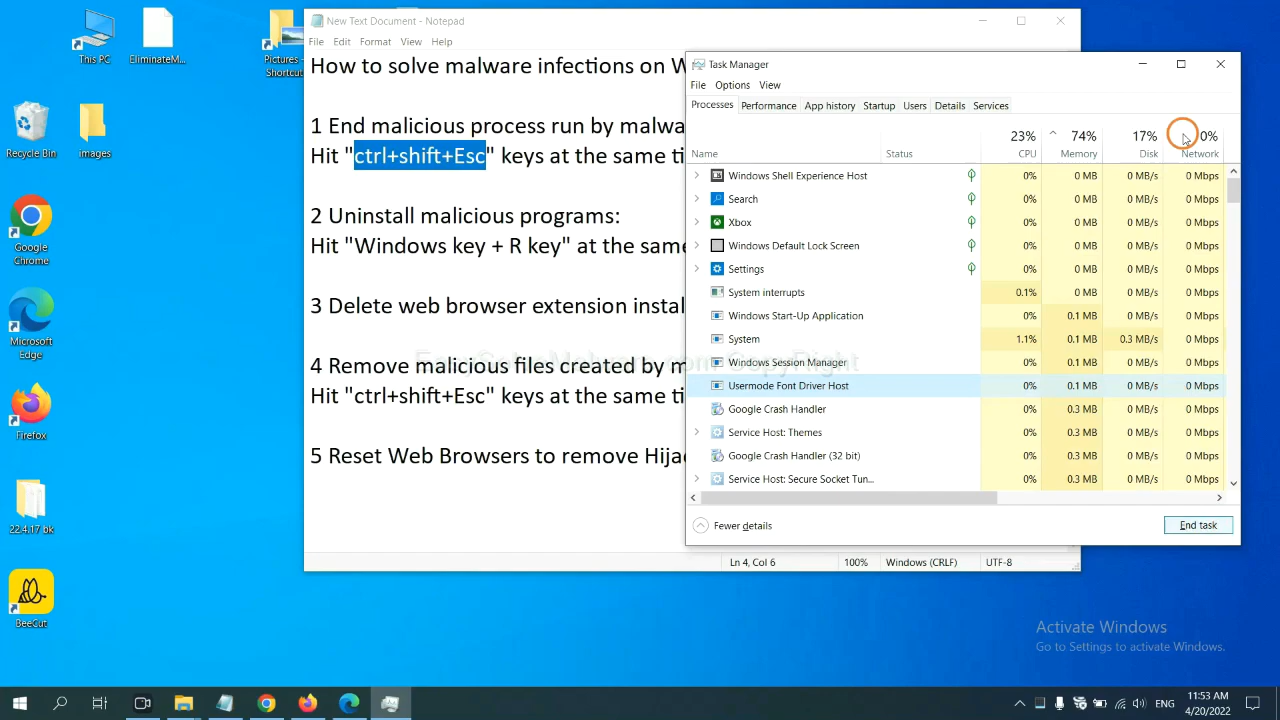 This PC
EliminateM...
Pictures - Shortcut
Recycle Bin
images
Google Chrome
Microsoft Edge
Firefox
22.4.17 bk
BeeCut
New Text Document - Notepad
File Edit Format View Help
How to solve malware infections on W
1 End malicious process run by malwa
Hit "ctrl+shift+Esc" keys at the same ti
2 Uninstall malicious programs:
Hit "Windows key + R key" at the same
3 Delete web browser extension instal
4 Remove malicious files created by m
Hit "ctrl+shift+Esc" keys at the same ti
5 Reset Web Browsers to remove Hijac
Ln 4, Col 6 100% Windows (CRLF) UTF-8
Task Manager
File Options View
Processes Performance App history Startup Users Details Services
23% 74% 17% 0%
Name Status CPU Memory Disk Network
Windows Shell Experience Host 0% 0 MB 0 MB/s 0 Mbps
Search 0% 0 MB 0 MB/s 0 Mbps
Xbox 0% 0 MB 0 MB/s 0 Mbps
Windows Default Lock Screen 0% 0 MB 0 MB/s 0 Mbps
Settings 0% 0 MB 0 MB/s 0 Mbps
System interrupts 0.1% 0 MB 0 MB/s 0 Mbps
Windows Start-Up Application 0% 0.1 MB 0 MB/s 0 Mbps
System 1.1% 0.1 MB 0.3 MB/s 0 Mbps
Windows Session Manager 0% 0.1 MB 0 MB/s 0 Mbps
Usermode Font Driver Host 0% 0.1 MB 0 MB/s 0 Mbps
Google Crash Handler 0% 0.3 MB 0 MB/s 0 Mbps
Service Host: Themes 0% 0.3 MB 0 MB/s 0 Mbps
Google Crash Handler (32 bit) 0% 0.3 MB 0 MB/s 0 Mbps
Service Host: Secure Socket Tun... 0% 0.3 MB 0 MB/s 0 Mbps
Fewer details
End task
CopyRight
Activate Windows
Go to Settings to activate Windows.
ENG
11:53 AM
4/20/2022